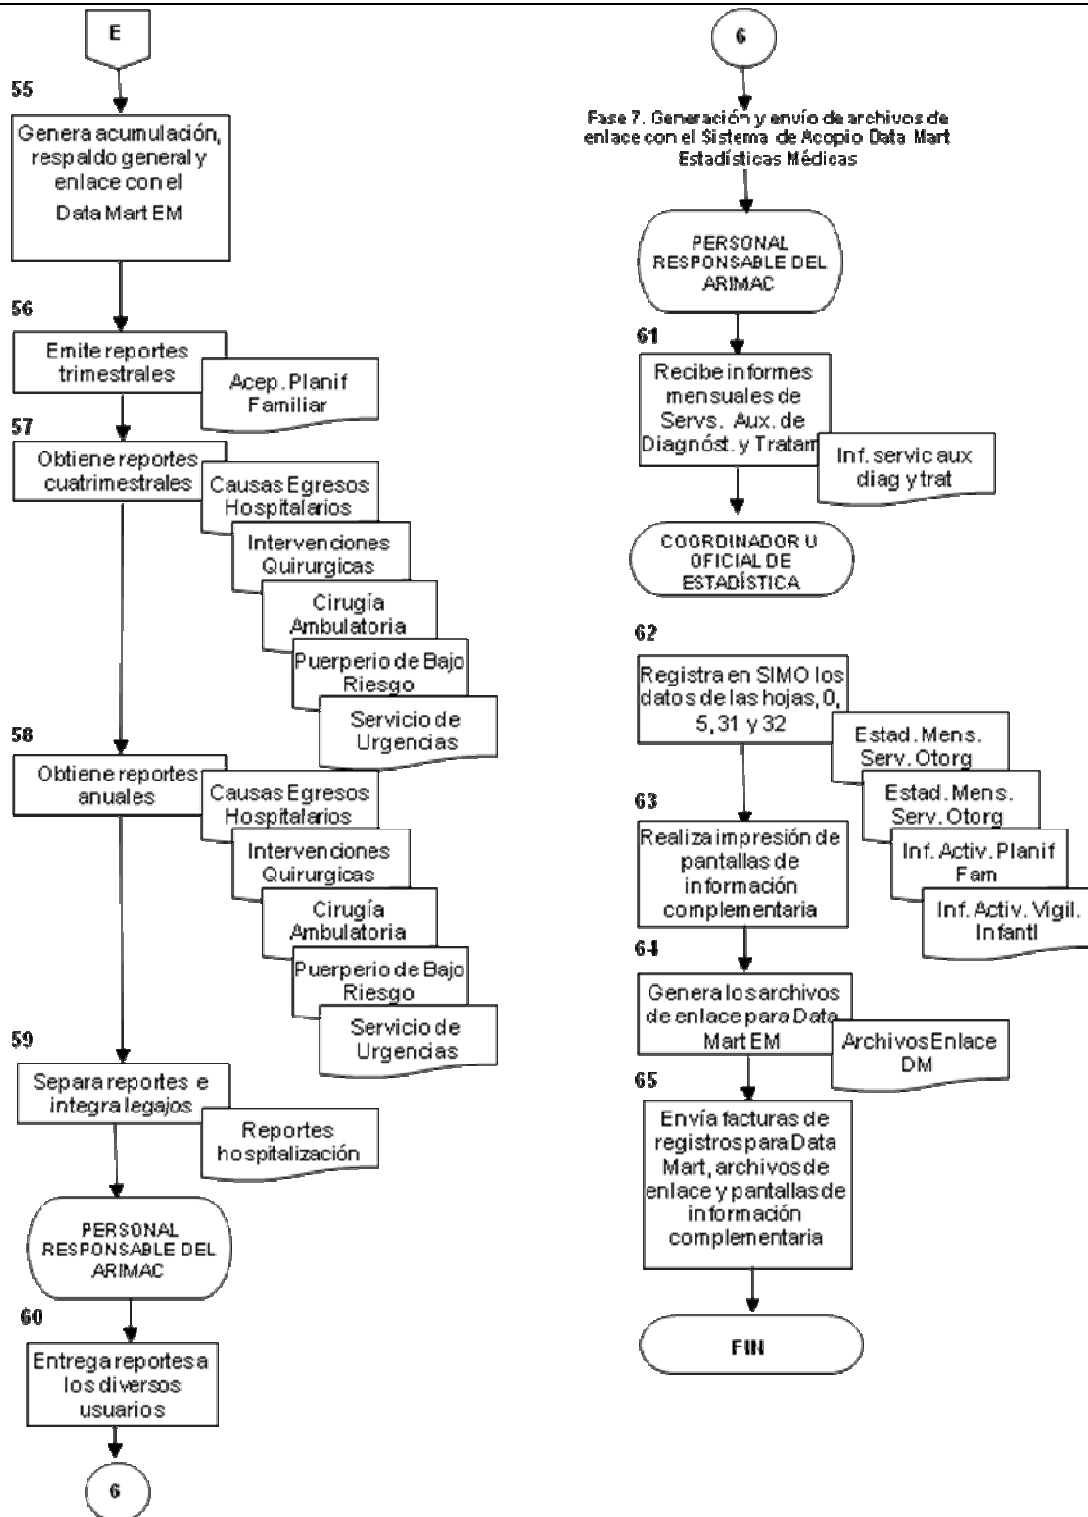 E
55
Genera acumulación,
respaldo general y
enlace con el
Data Mart EM
56
Emite reportes
trimestrales
Acep. Planif
Familiar
57
Obtiene reportes
cuatrimestrales
Causas Egresos
Hospitalarios
Intervenciones
Quirurgicas
Cirugía
Ambulatoria
Puerperio de Bajo
Riesgo
Servicio de
Urgencias
58
Obtiene reportes
anuales
Causas Egresos
Hospitalarios
Intervenciones
Quirurgicas
Cirugía
Ambulatoria
Puerperio de Bajo
Riesgo
Servicio de
Urgencias
59
Separa reportes e
integra legajos
Reportes
hospitalización
PERSONAL
RESPONSABLE DEL
ARIMAC
60
Entrega reportes a
los diversos
usuarios
6
6
Fase 7. Generación y envío de archivos de
enlace con el Sistema de Acopio Data Mart
Estadísticas Médicas
PERSONAL
RESPONSABLE DEL
ARIMAC
61
Recibe informes
mensuales de
Servs. Aux. de
Diagnóst. y Tratam
Inf. servic aux
diag y trat
COORDINADOR U
OFICIAL DE
ESTADÍSTICA
62
Registra en SIMO los
datos de las hojas, 0,
5, 31 y 32
Estad. Mens.
Serv. Otorg
Estad. Mens.
Serv. Otorg
Inf. Activ. Planif
Fam
Inf. Activ. Vigil.
Infantl
63
Realiza impresión de
pantallas de
información
complementaria
64
Genera los archivos
de enlace para Data
Mart EM
Archivos Enlace
DM
65
Envía facturas de
registros para Data
Mart, archivos de
enlace y pantallas de
información
complementaria
FIN